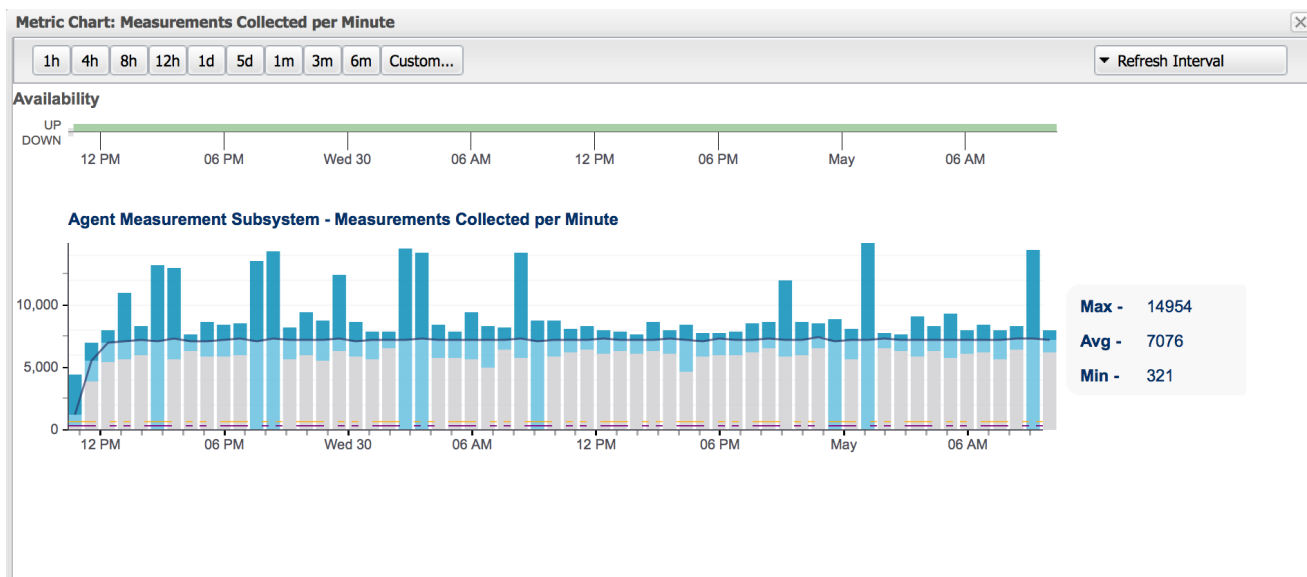 Metric Chart: Measurements Collected per Minute
1h 4h 8h 12h 1d 5d 1m 3m 6m Custom... Refresh Interval
Availability
UP
DOWN
12 PM 06 PM Wed 30 06 AM 12 PM 06 PM May 06 AM
Agent Measurement Subsystem - Measurements Collected per Minute
10,000
5,000
0
12 PM 06 PM Wed 30 06 AM 12 PM 06 PM May 06 AM
Max - 14954
Avg - 7076
Min - 321